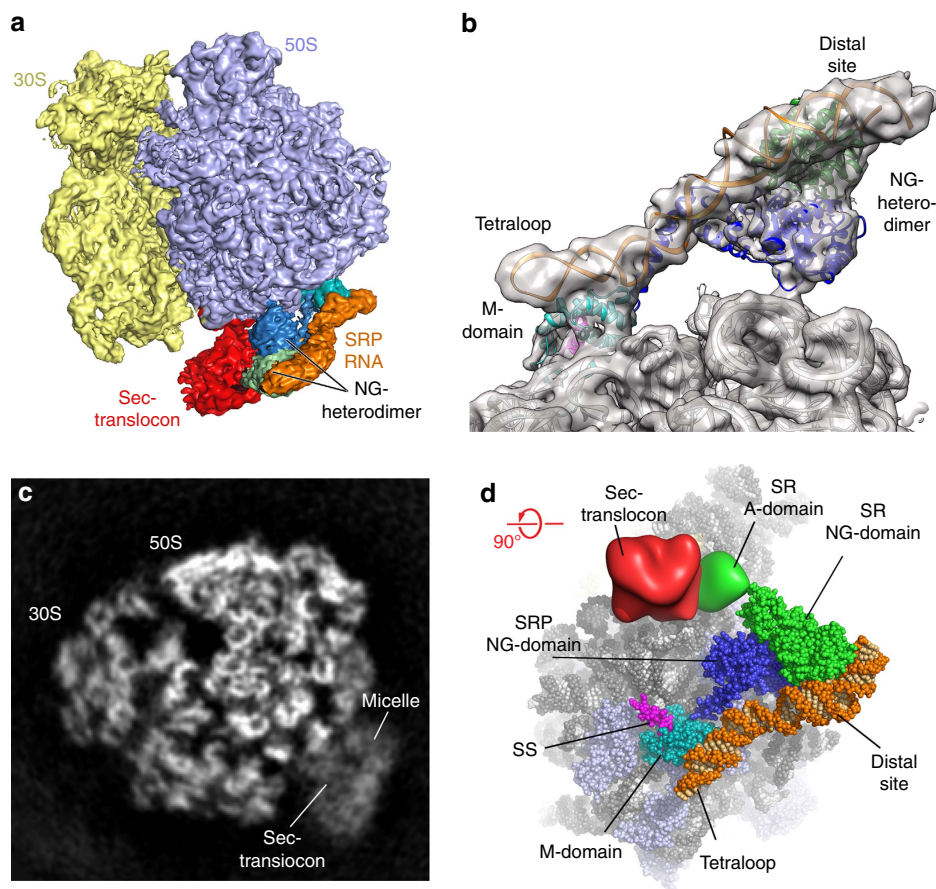 a
30S
50S
SRP
RNA
NG-
heterodimer
Sec-
translocon
b
Distal
site
NG-
hetero-
dimer
Tetraloop
M-
domain
c
50S
30S
Micelle
Sec-
transiocon
d
90°
Sec-
translocon
SR
A-domain
SR
NG-domain
SRP
NG-domain
SS
M-domain
Tetraloop
Distal
site